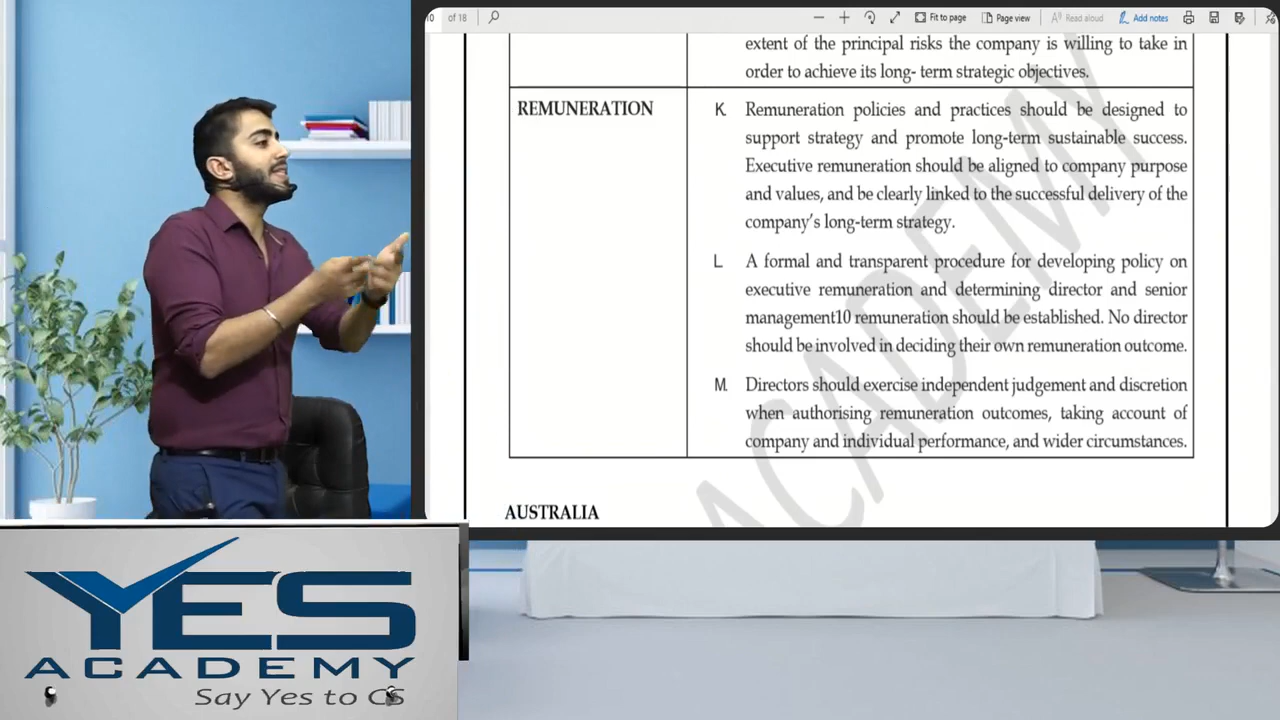 10 of 18
Fit to page
Page view
Read aloud
Add notes
extent of the principal risks the company is willing to take in
order to achieve its long- term strategic objectives.
REMUNERATION
K. Remuneration policies and practices should be designed to
support strategy and promote long-term sustainable success.
Executive remuneration should be aligned to company purpose
and values, and be clearly linked to the successful delivery of the
company's long-term strategy.
L. A formal and transparent procedure for developing policy on
executive remuneration and determining director and senior
management10 remuneration should be established. No director
should be involved in deciding their own remuneration outcome.
M. Directors should exercise independent judgement and discretion
when authorising remuneration outcomes, taking account of
company and individual performance, and wider circumstances.
AUSTRALIA
ACADEMY
YES
ACADEMY
Say Yes to CS